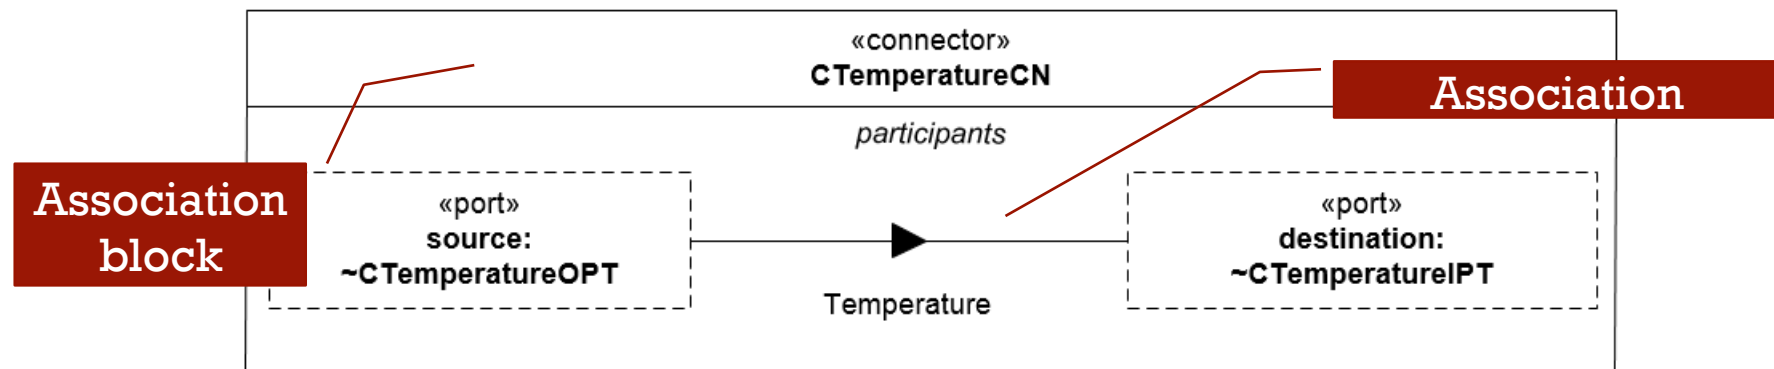 «connector»
CTemperatureCN
Association
participants
Association
block
«port»
source:
~CTemperatureOPT
Temperature
«port»
destination:
~CTemperatureIPT